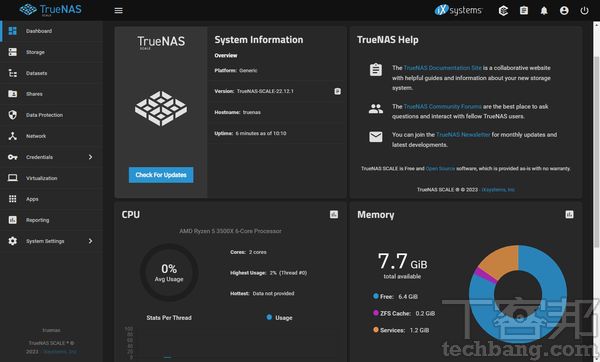 TrueNAS
SCALE
iXsystems
Dashboard
Storage
Datasets
Shares
Data Protection
Network
Credentials
Virtualization
Apps
Reporting
System Settings
truenas
TrueNAS SCALE ® ©
2023 - iXsystems, Inc
TrueNAS
SCALE
Check For Updates
System Information
Overview
Platform: Generic
Version: TrueNAS-SCALE-22.12.1
Hostname: truenas
Uptime: 6 minutes as of 10:10
TrueNAS Help
The TrueNAS Documentation Site is a collaborative website
with helpful guides and information about your new storage
system.
The TrueNAS Community Forums are the best place to ask
questions and interact with fellow TrueNAS users.
You can join the TrueNAS Newsletter for monthly updates and
latest developments.
TrueNAS SCALE is Free and Open Source software, which is provided as-is with no warranty.
TrueNAS SCALE ® © 2023 - iXsystems, Inc
CPU
AMD Ryzen 5 3500X 6-Core Processor
0%
Avg Usage
Cores: 2 cores
Highest Usage: 2% (Thread #0)
Hottest: Data not provided
Stats Per Thread
Usage
100
80
60
40
20
0
Memory
7.7 GiB
total available
Free: 6.4 GiB
ZFS Cache: 0.2 GiB
Services: 1.2 GiB
T客邦
techbang.com